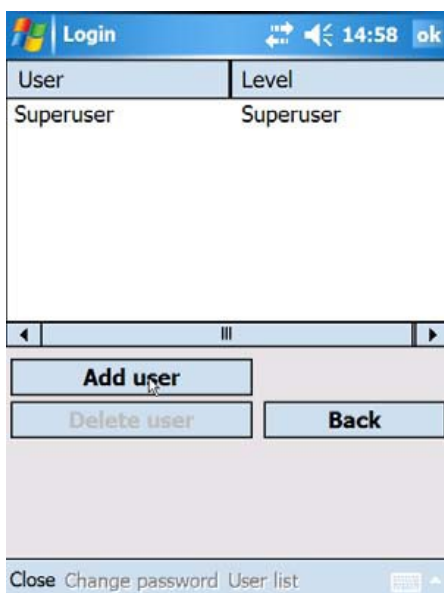 Login 14:58 ok
User Level
Superuser Superuser
Add user
Delete user Back
Close Change password User list